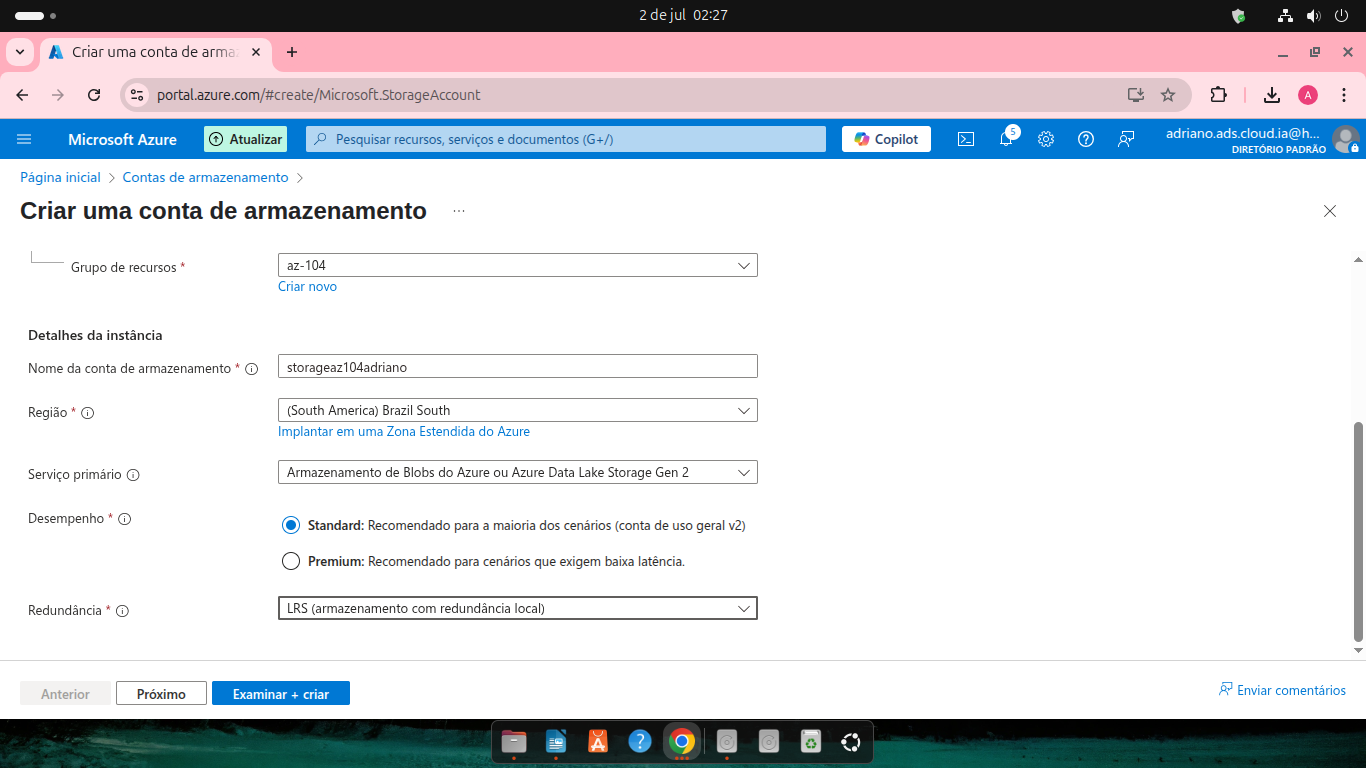 2 de jul 02:27
Criar uma conta de arma
portal.azure.com/#create/Microsoft.StorageAccount
A
Microsoft Azure
Atualizar
Pesquisar recursos, serviços e documentos (G+/)
Copilot
5
adriano.ads.cloud.ia@h...
DIRETÓRIO PADRÃO
Página inicial
Contas de armazenamento
Criar uma conta de armazenamento
...
Grupo de recursos *
az-104
Criar novo
Detalhes da instância
Nome da conta de armazenamento *
storageaz104adriano
Região *
(South America) Brazil South
Implantar em uma Zona Estendida do Azure
Serviço primário
Armazenamento de Blobs do Azure ou Azure Data Lake Storage Gen 2
Desempenho *
Standard: Recomendado para a maioria dos cenários (conta de uso geral v2)
Premium: Recomendado para cenários que exigem baixa latência.
Redundância *
LRS (armazenamento com redundância local)
Anterior
Próximo
Examinar + criar
Enviar comentários